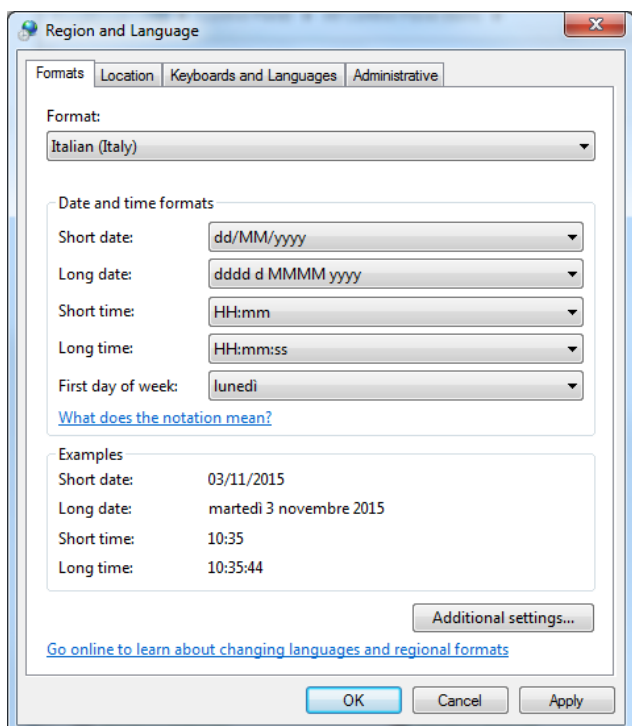 Region and Language
Formats Location Keyboards and Languages Administrative
Format:
Italian (Italy)
Date and time formats
Short date: dd/MM/yyyy
Long date: dddd d MMMM yyyy
Short time: HH:mm
Long time: HH:mm:ss
First day of week: lunedì
What does the notation mean?
Examples
Short date: 03/11/2015
Long date: martedì 3 novembre 2015
Short time: 10:35
Long time: 10:35:44
Additional settings...
Go online to learn about changing languages and regional formats
OK Cancel Apply